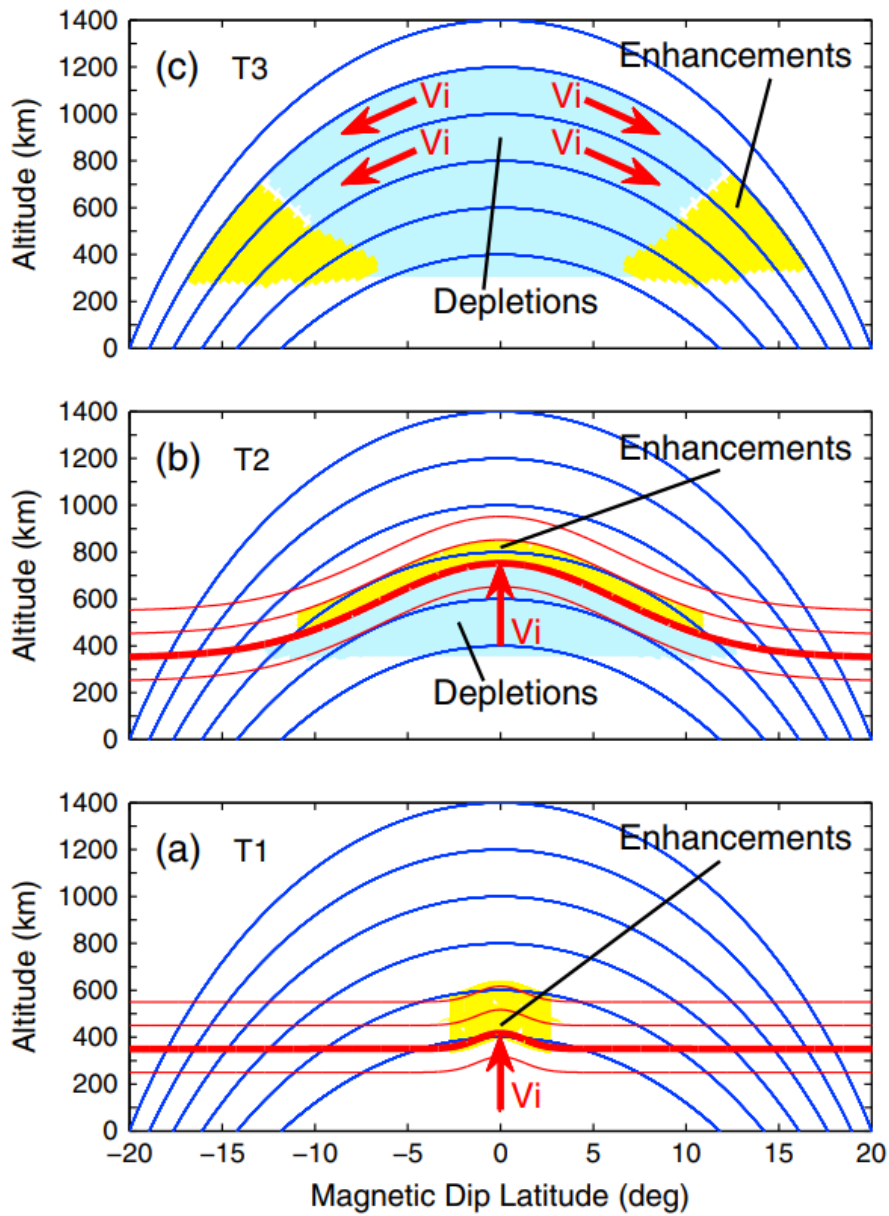 1400
1200
1000
800
600
400
200
0
Altitude (km)
(c) T3
Enhancements
Vi
Vi
Vi
Vi
Depletions
1400
1200
1000
800
600
400
200
0
Altitude (km)
(b) T2
Enhancements
Vi
Depletions
1400
1200
1000
800
600
400
200
0
Altitude (km)
(a) T1
Enhancements
Vi
−20 −15 −10 −5 0 5 10 15 20
Magnetic Dip Latitude (deg)